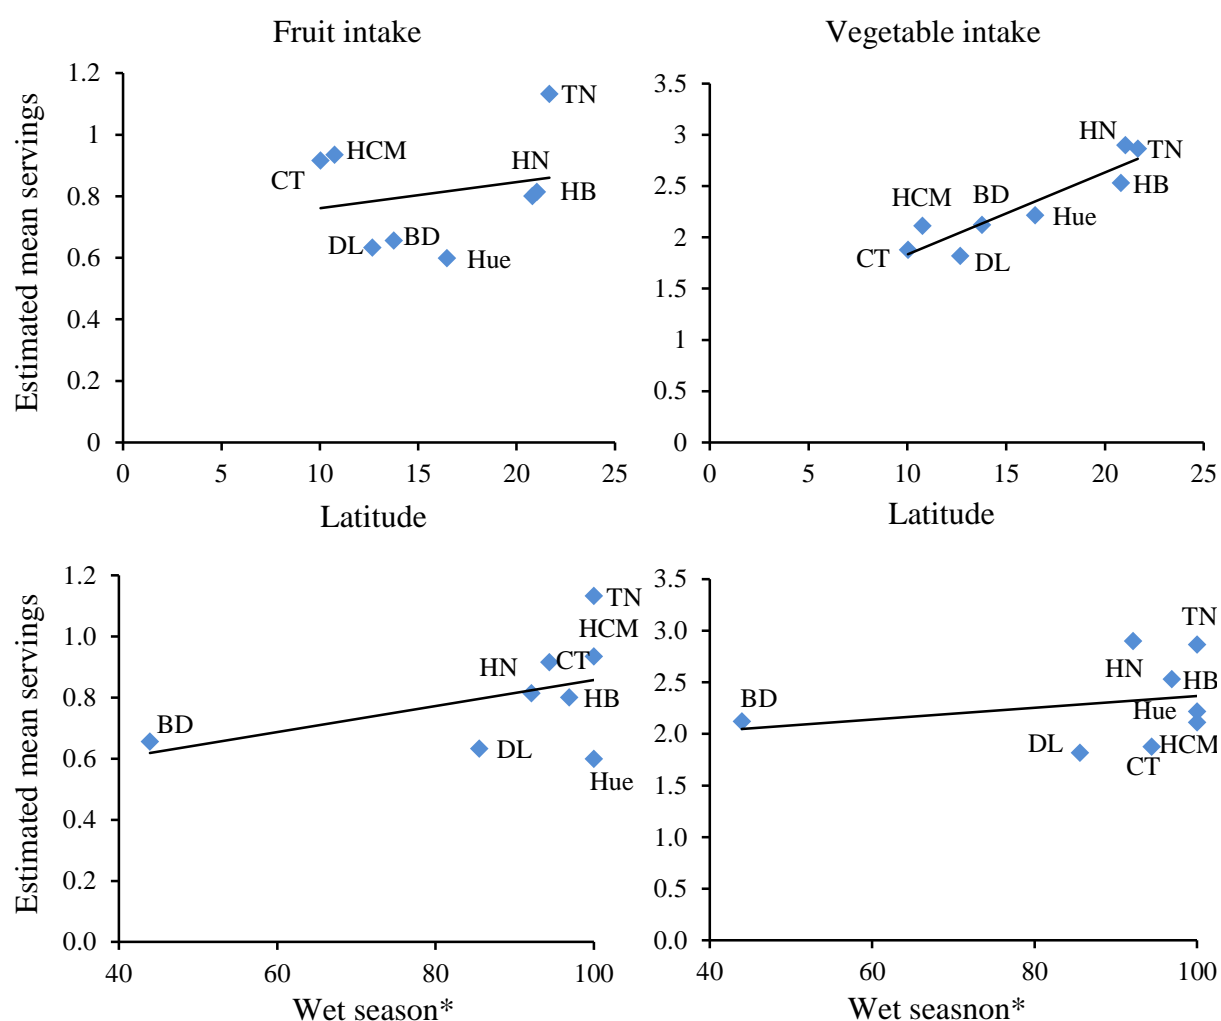 Fruit intake
Vegetable intake
Estimated mean servings
1.2
1
0.8
0.6
0.4
0.2
0
TN
HCM
CT
HN
HB
DL
BD
Hue
0 5 10 15 20 25
Latitude
3.5
3
2.5
2
1.5
1
0.5
0
HN
TN
HB
HCM
BD
Hue
CT
DL
0 5 10 15 20 25
Latitude
Estimated mean servings
1.2
1.0
0.8
0.6
0.4
0.2
0.0
TN
HCM
HN
CT
HB
BD
DL
Hue
40 60 80 100
Wet season*
3.5
3.0
2.5
2.0
1.5
1.0
0.5
0.0
TN
HN
HB
BD
Hue
DL
HCM
CT
40 60 80 100
Wet seasnon*